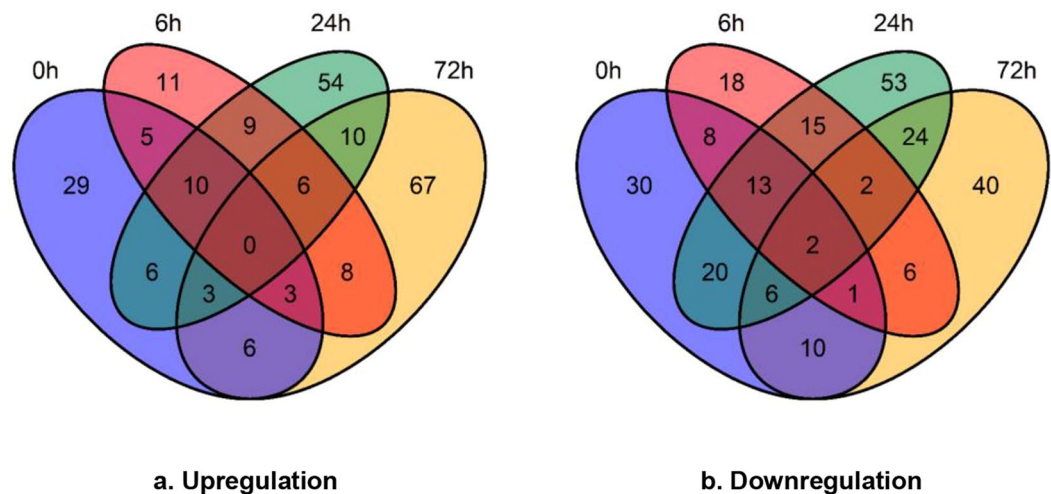 6h 24h
0h 72h
11 54
5 9 10
29 10 6 67
0
6 8
3 3
6
a. Upregulation
6h 24h
0h 72h
18 53
8 15 24
30 13 2 40
2
20 6
6 1
10
b. Downregulation